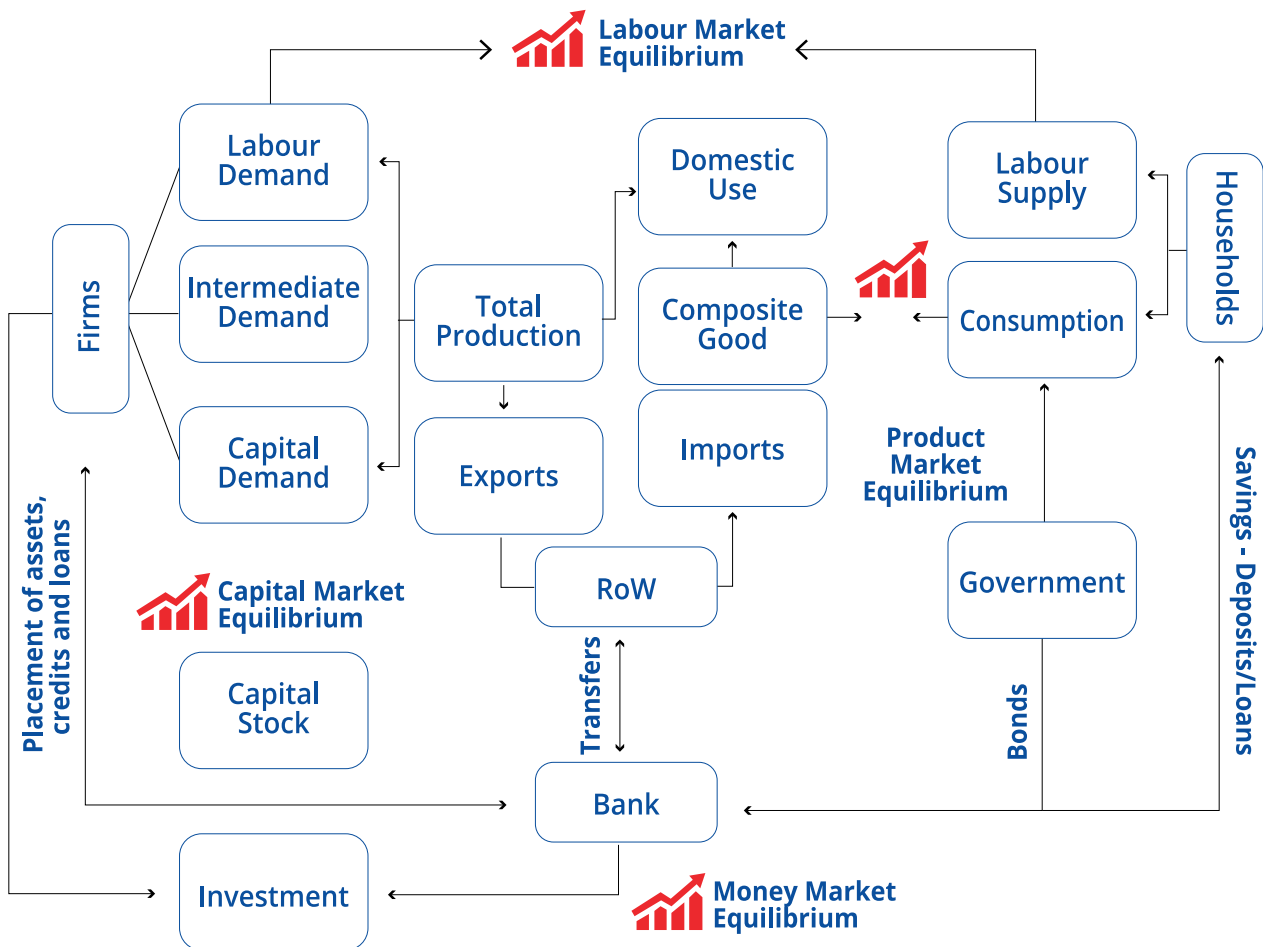 Labour Market
Equilibrium
Labour
Demand
Domestic
Use
Labour
Supply
Households
Firms
Intermediate
Demand
Total
Production
Composite
Good
Consumption
Capital
Demand
Exports
Imports
Product
Market
Equilibrium
Placement of assets,
credits and loans
Savings - Deposits/Loans
Capital Market
Equilibrium
RoW
Government
Capital
Stock
Transfers
Bonds
Bank
Investment
Money Market
Equilibrium